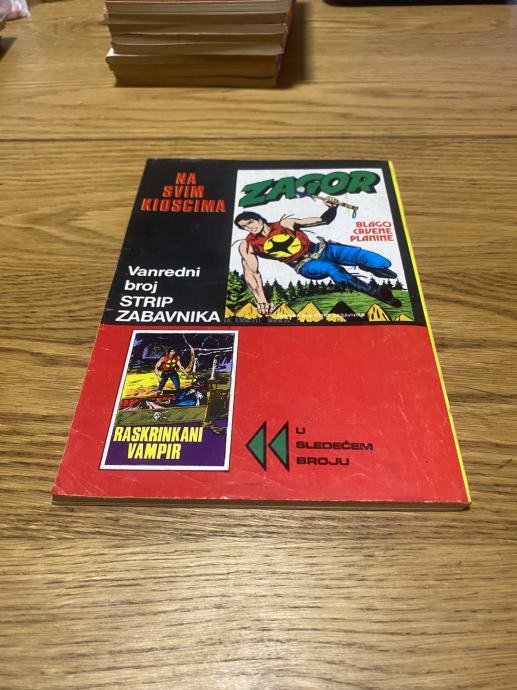 NA
SVIM
KIOSCIMA
ZAGOR
BLAGO
CRVENE
PLANINE
Vanredni
broj
STRIP
ZABAVNIKA
RASKRINKANI
VAMPIR
U
SLEDEĆEM
BROJU